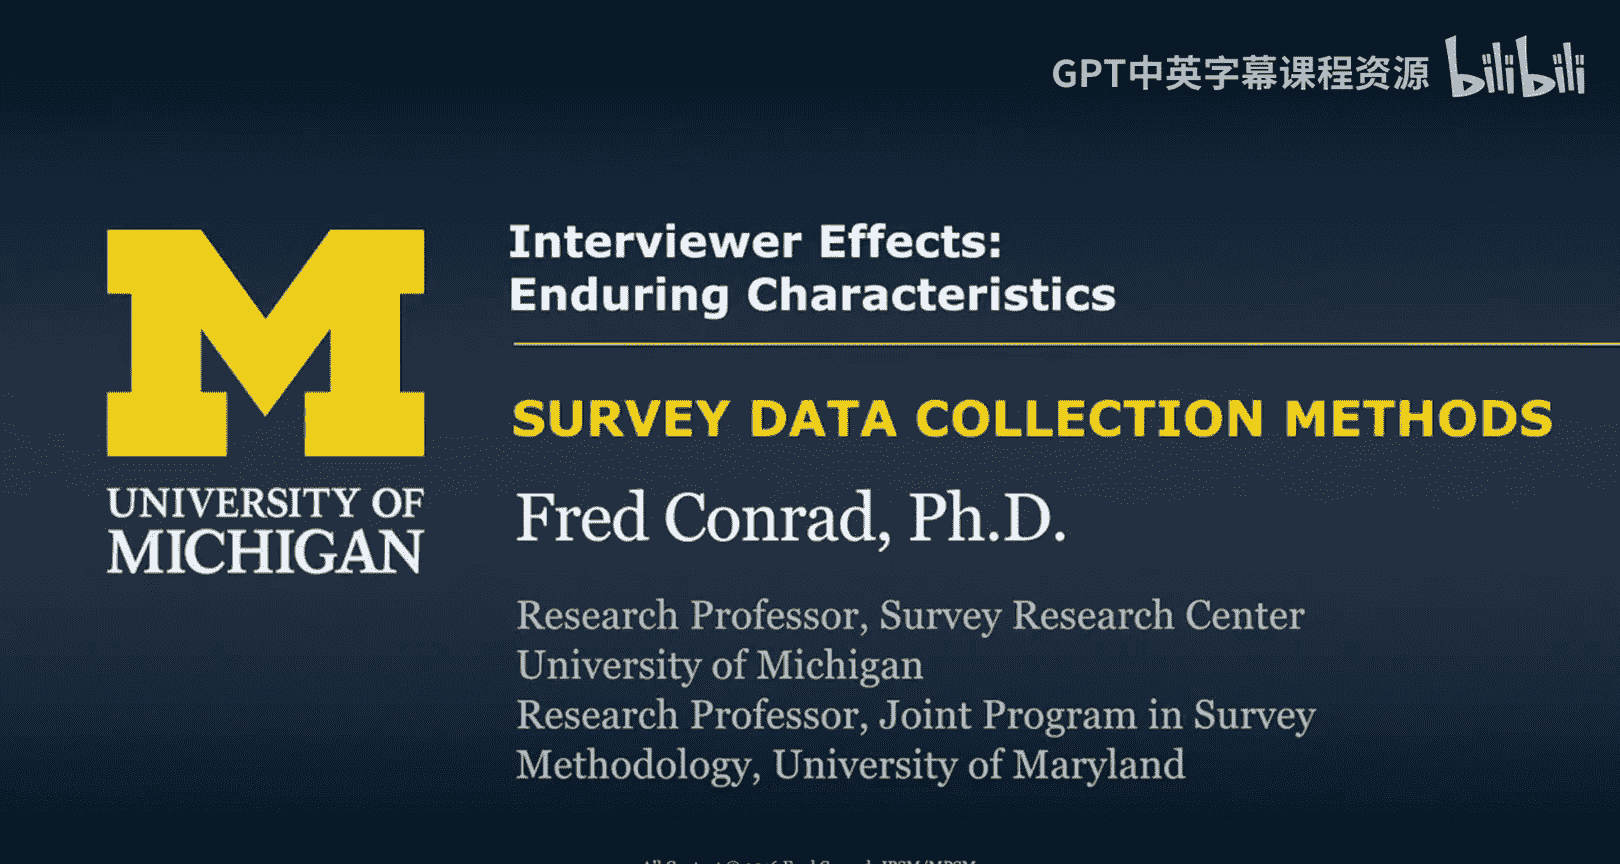 GPT中英字幕课程资源 bilibili
Interviewer Effects:
Enduring Characteristics
SURVEY DATA COLLECTION METHODS
Fred Conrad, Ph.D.
Research Professor, Survey Research Center
University of Michigan
Research Professor, Joint Program in Survey
Methodology, University of Maryland
M
UNIVERSITY OF
MICHIGAN